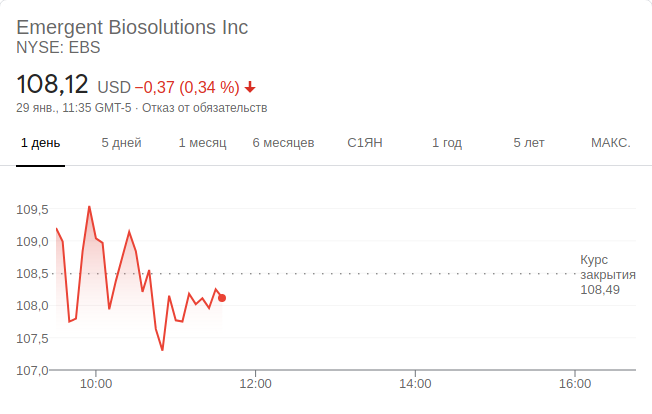 Emergent Biosolutions Inc
NYSE: EBS
108,12 USD −0,37 (0,34 %)
29 янв., 11:35 GMT-5 · Отказ от обязательств
1 день 5 дней 1 месяц 6 месяцев С1ЯН 1 год 5 лет МАКС.
109,5
109,0
108,5
108,0
107,5
107,0
Курс
закрытия
108,49
10:00 12:00 14:00 16:00